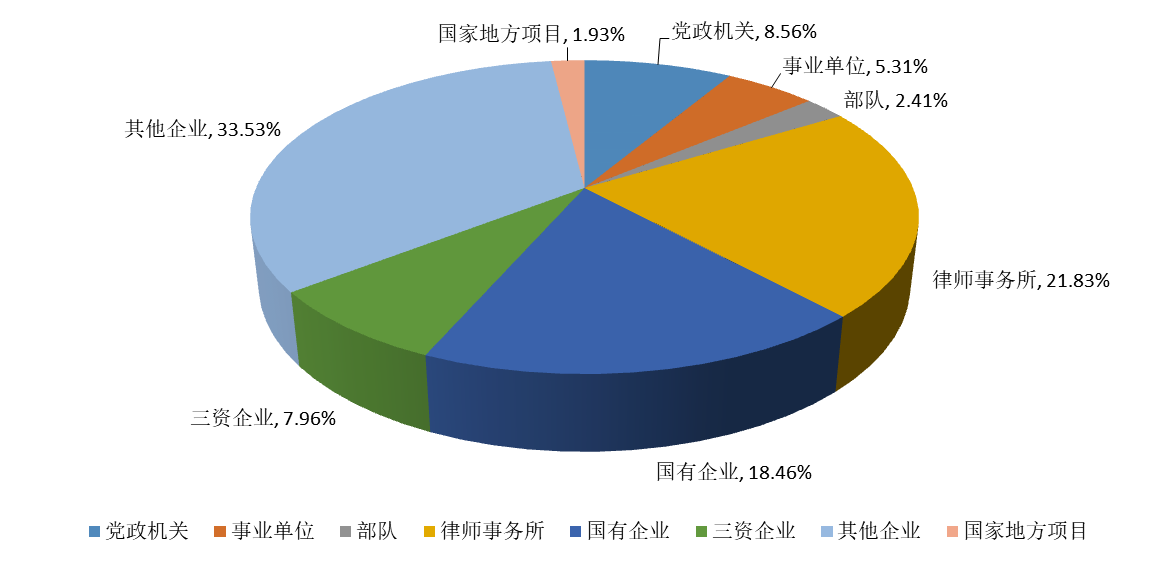 国家地方项目, 1.93%
党政机关, 8.56%
事业单位, 5.31%
部队, 2.41%
其他企业, 33.53%
律师事务所, 21.83%
三资企业, 7.96%
国有企业, 18.46%
党政机关 事业单位 部队 律师事务所 国有企业 三资企业 其他企业 国家地方项目